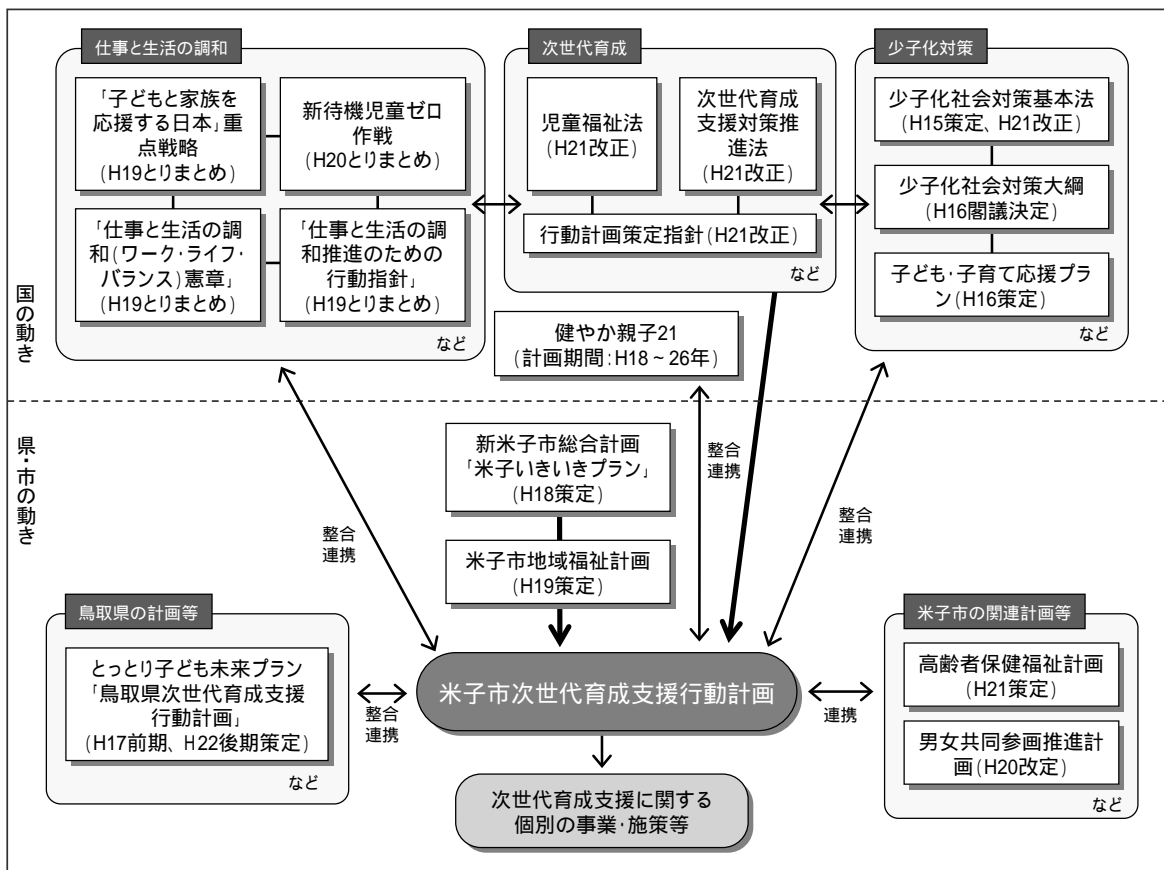 仕事と生活の調和
「子どもと家族を
応援する日本」重
点戦略
(H19とりまとめ)
新待機児童ゼロ
作戦
(H20とりまとめ)
「仕事と生活の調
和(ワーク・ライフ・
バランス)憲章」
(H19とりまとめ)
「仕事と生活の調
和推進のための
行動指針」
(H19とりまとめ)
など
次世代育成
児童福祉法
(H21改正)
次世代育成
支援対策推
進法
(H21改正)
行動計画策定指針(H21改正)
など
少子化対策
少子化社会対策基本法
(H15策定、H21改正)
少子化社会対策大綱
(H16閣議決定)
子ども・子育て応援プラ
ン(H16策定)
など
国の動き
健やか親子21
(計画期間:H18~26年)
県・市の動き
新米子市総合計画
「米子いきいきプラン」
(H18策定)
米子市地域福祉計画
(H19策定)
整合
連携
整合
連携
整合
連携
鳥取県の計画等
とっとり子ども未来プラン
「鳥取県次世代育成支援
行動計画」
(H17前期、H22後期策定)
など
整合
連携
米子市次世代育成支援行動計画
連携
米子市の関連計画等
高齢者保健福祉計画
(H21策定)
男女共同参画推進計
画(H20改定)
など
次世代育成支援に関する
個別の事業・施策等